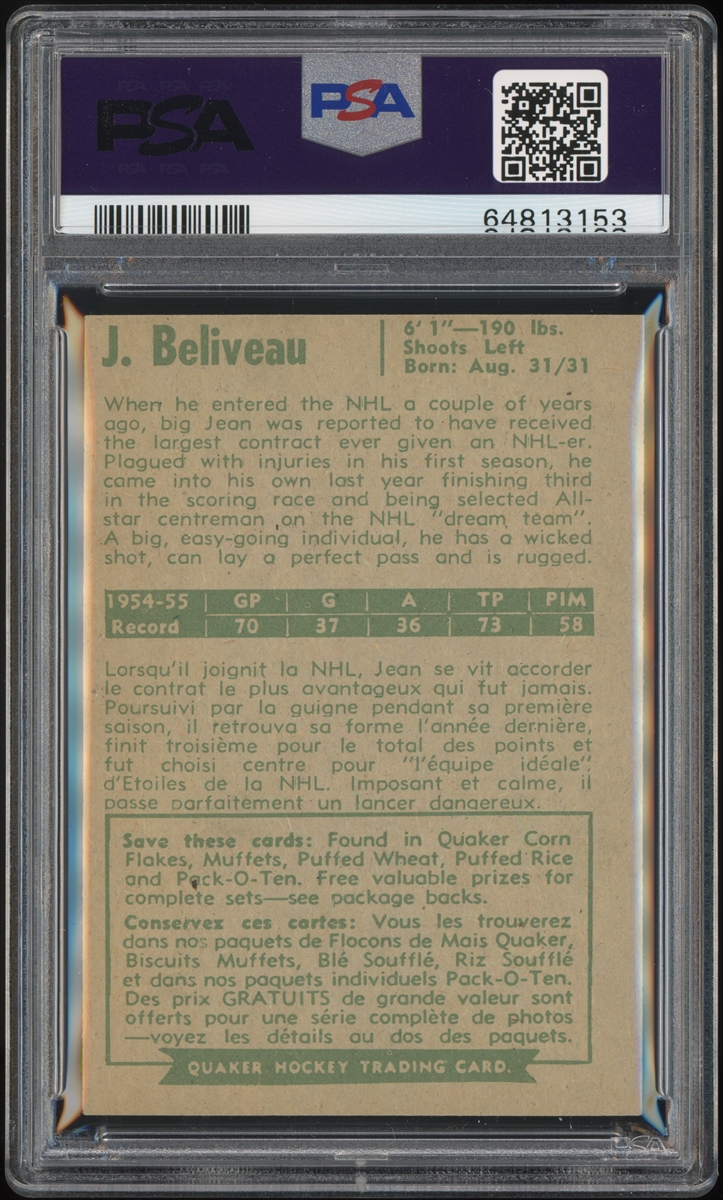 PSA
PSA
64813153
J. Beliveau
6' 1"—190 lbs.
Shoots Left
Born: Aug. 31/31
When he entered the NHL a couple of years
ago, big Jean was reported to have received
the largest contract ever given an NHL-er.
Plagued with injuries in his first season, he
came into his own last year finishing third
in the scoring race and being selected All-
star centreman on the NHL "dream team".
A big, easy-going individual, he has a wicked
shot, can lay a perfect pass and is rugged.
1954-55 | GP | G | A | TP | PIM
Record | 70 | 37 | 36 | 73 | 58
Lorsqu'il joignit la NHL, Jean se vit accorder
le contrat le plus avantageux qui fut jamais.
Poursuivi par la guigne pendant sa première
saison, il retrouva sa forme l'année dernière,
finit troisième pour le total des points et
fut choisi centre pour "l'équipe idéale"
d'Etoiles de la NHL. Imposant et calme, il
passe parfaitement un lancer dangereux.
Save these cards: Found in Quaker Corn
Flakes, Muffets, Puffed Wheat, Puffed Rice
and Pack-O-Ten. Free valuable prizes for
complete sets—see package backs.
Conservez ces cartes: Vous les trouverez
dans nos paquets de Flocons de Mais Quaker,
Biscuits Muffets, Blé Soufflé, Riz Soufflé
et dans nos paquets individuels Pack-O-Ten.
Des prix GRATUITS de grande valeur sont
offerts pour une série complète de photos
—voyez les détails au dos des paquets.
QUAKER HOCKEY TRADING CARD.
PSA